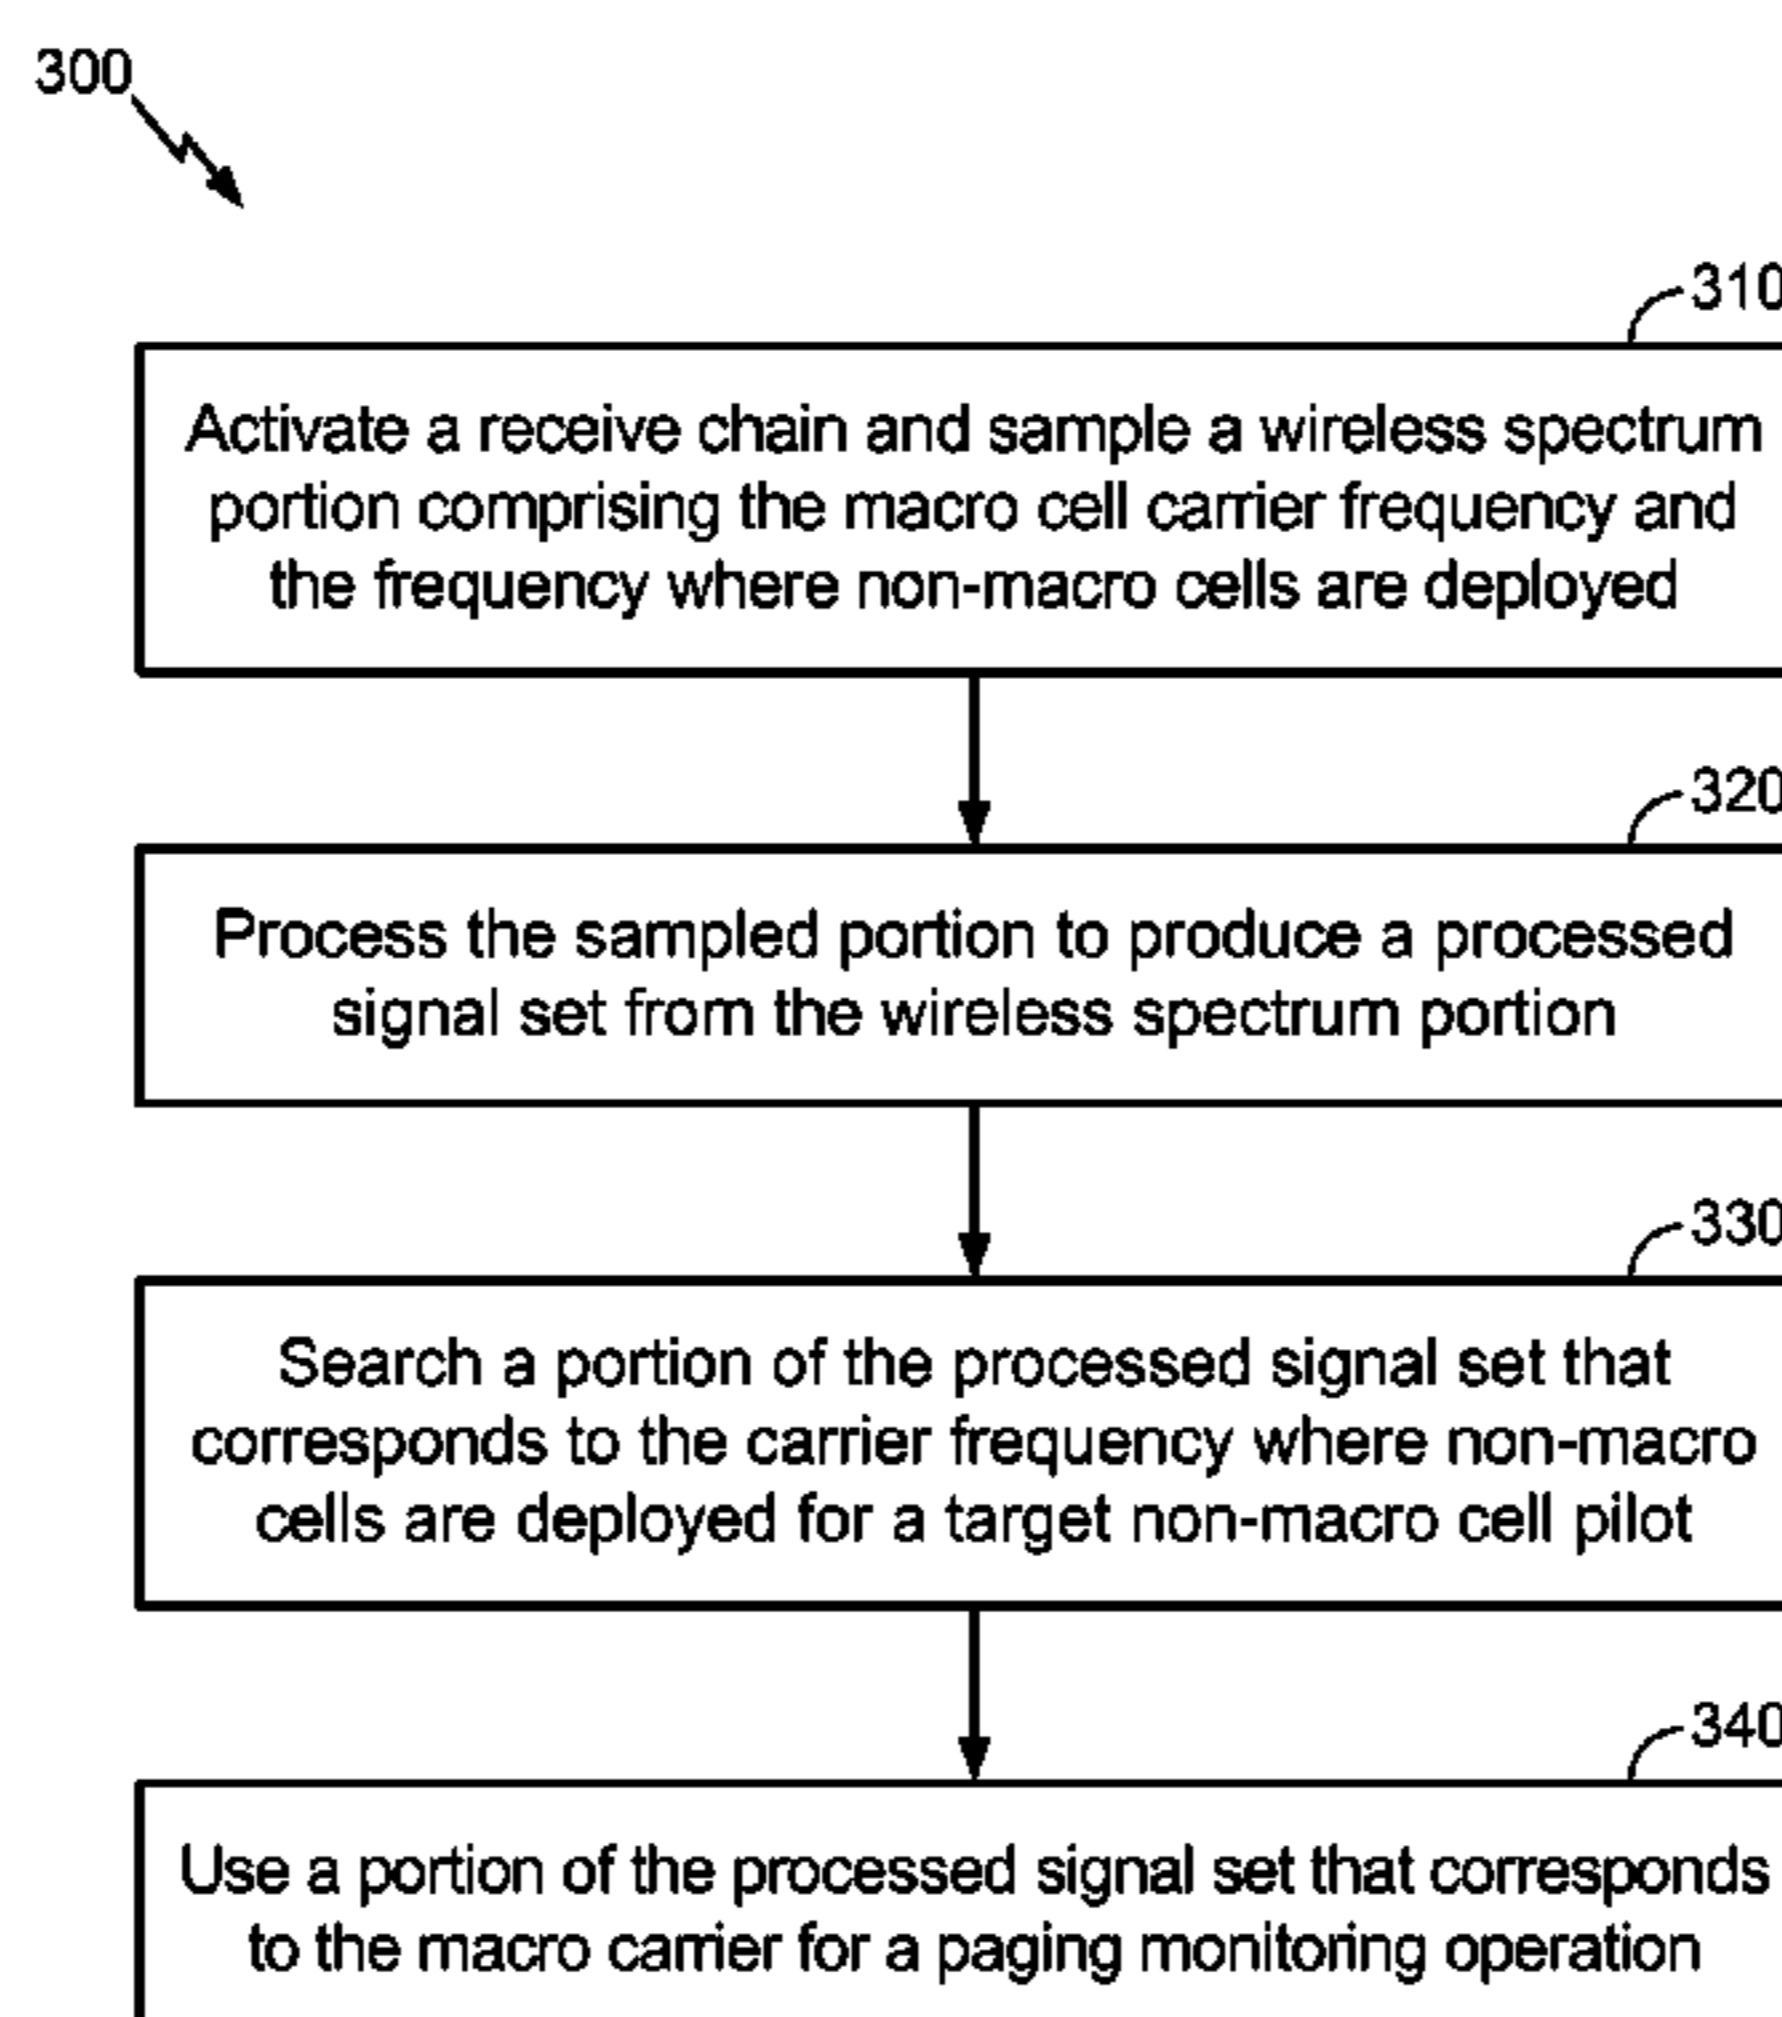 300
310
Activate a receive chain and sample a wireless spectrum
portion comprising the macro cell carrier frequency and
the frequency where non-macro cells are deployed
320
Process the sampled portion to produce a processed
signal set from the wireless spectrum portion
330
Search a portion of the processed signal set that
corresponds to the carrier frequency where non-macro
cells are deployed for a target non-macro cell pilot
340
Use a portion of the processed signal set that corresponds
to the macro carrier for a paging monitoring operation